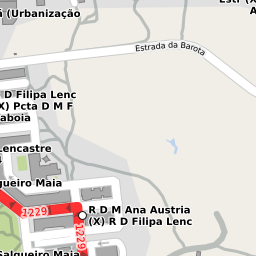 á (Urbanização
Estr (X)
A
Estrada da Barota
D Filipa Lenc
X) Pcta D M F
aboia
Lencastre
lgueiro Maia
1229
R D M Ana Austria
(X) R D Filipa Lenc
1229
Salgueiro Maia